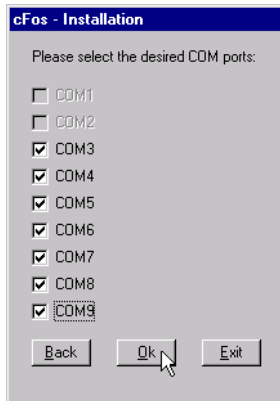 cFos - Installation
Please select the desired COM ports:
COM1
COM2
COM3
COM4
COM5
COM6
COM7
COM8
COM9
Back Ok Exit